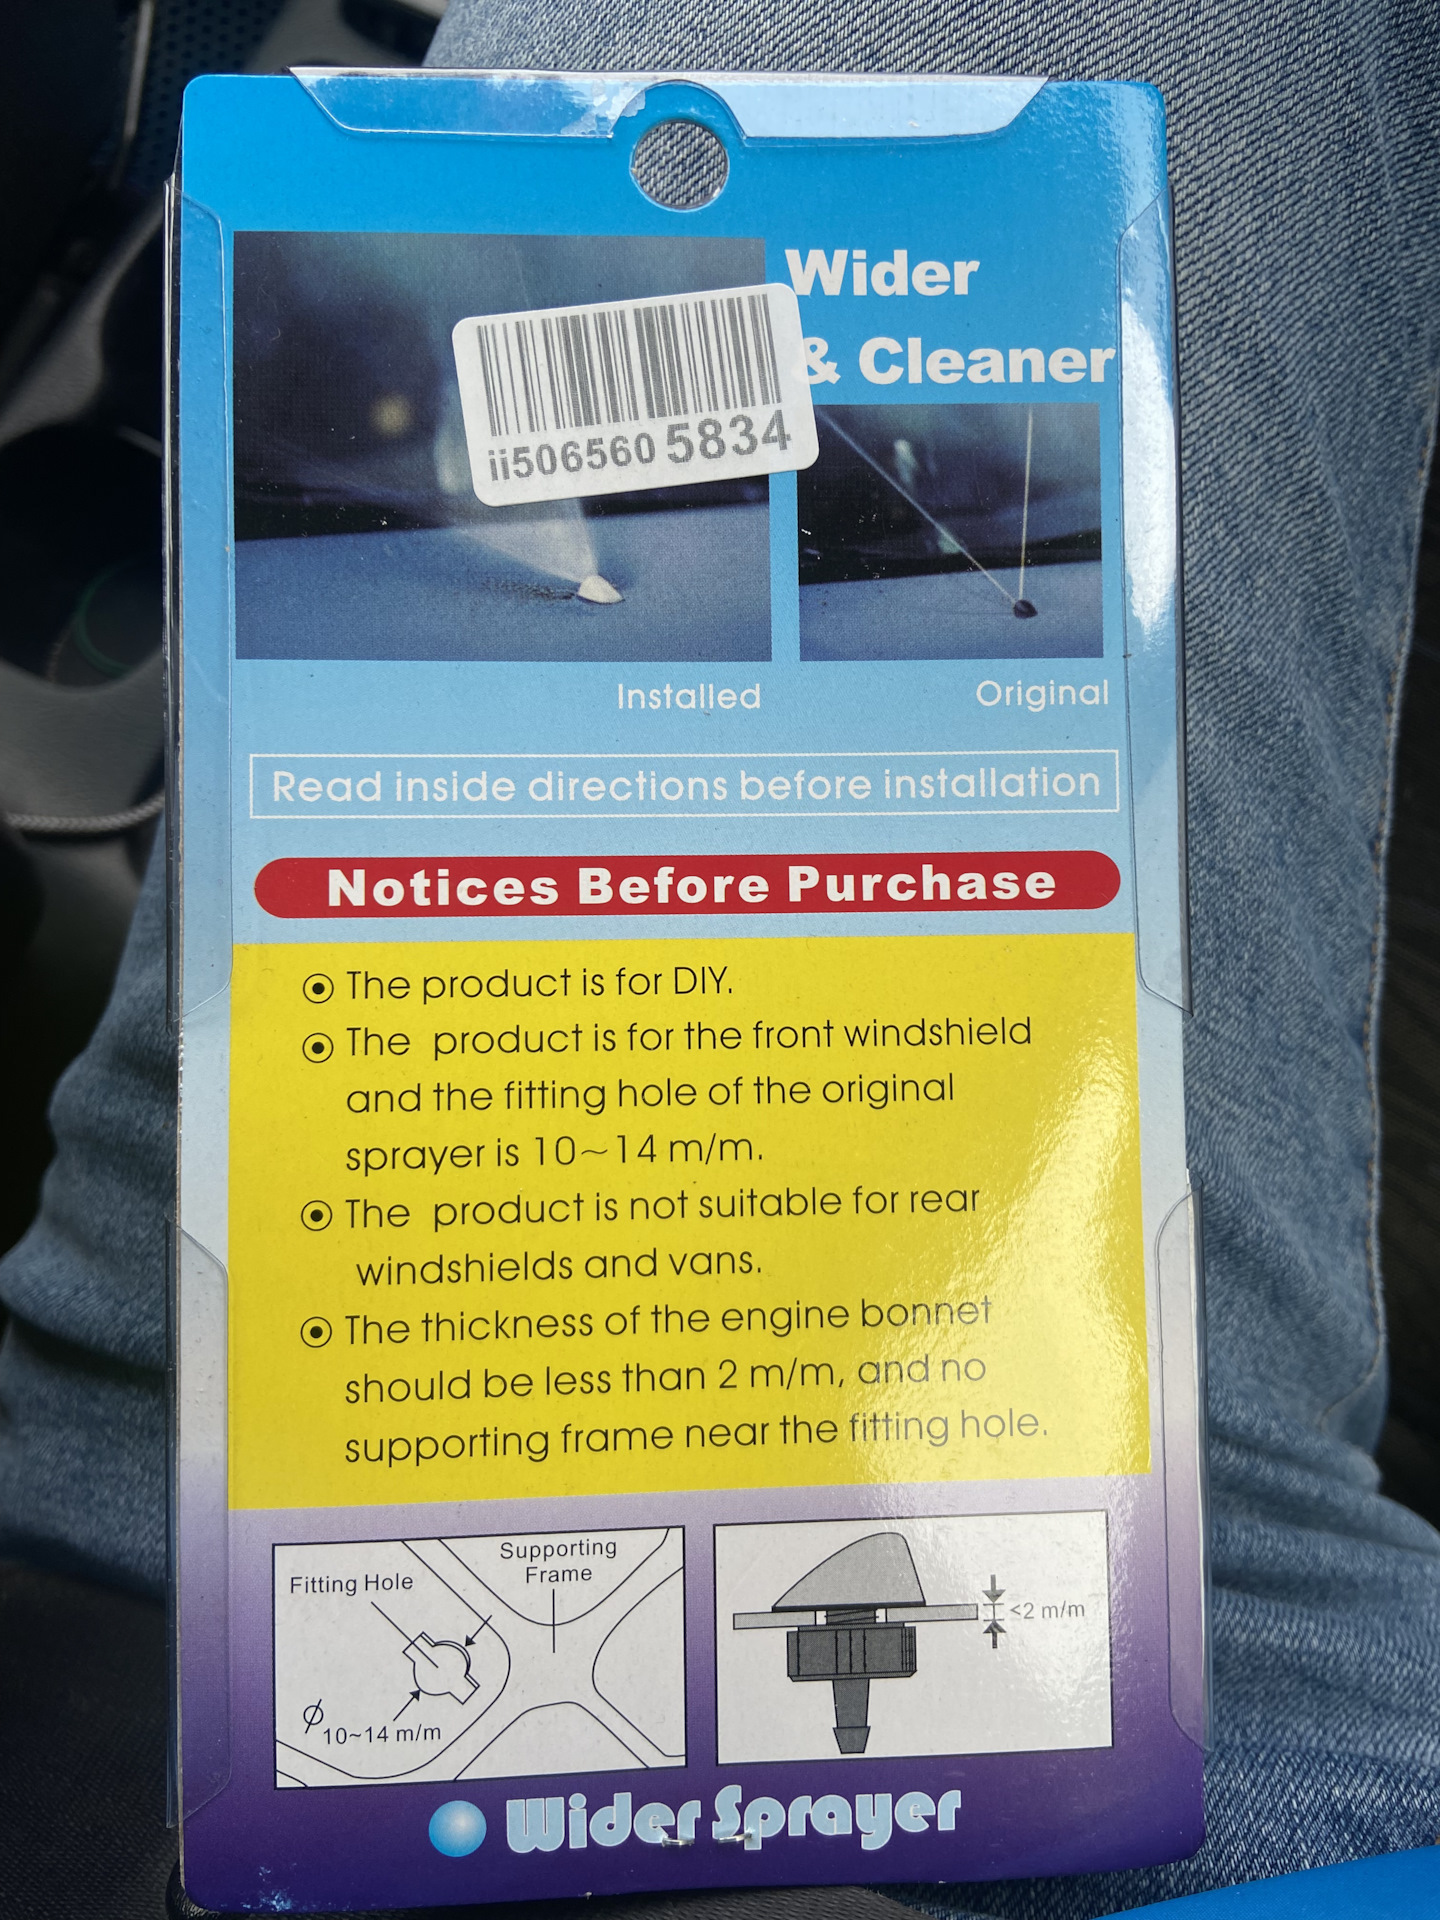 Wider
& Cleaner
ii506560 5834
Installed
Original
Read inside directions before installation
Notices Before Purchase
The product is for DIY.
The product is for the front windshield
and the fitting hole of the original
sprayer is 10~14 m/m.
The product is not suitable for rear
windshields and vans.
The thickness of the engine bonnet
should be less than 2 m/m, and no
supporting frame near the fitting hole.
Supporting
Frame
Fitting Hole
Ø 10~14 m/m
<2 m/m
Wider Sprayer